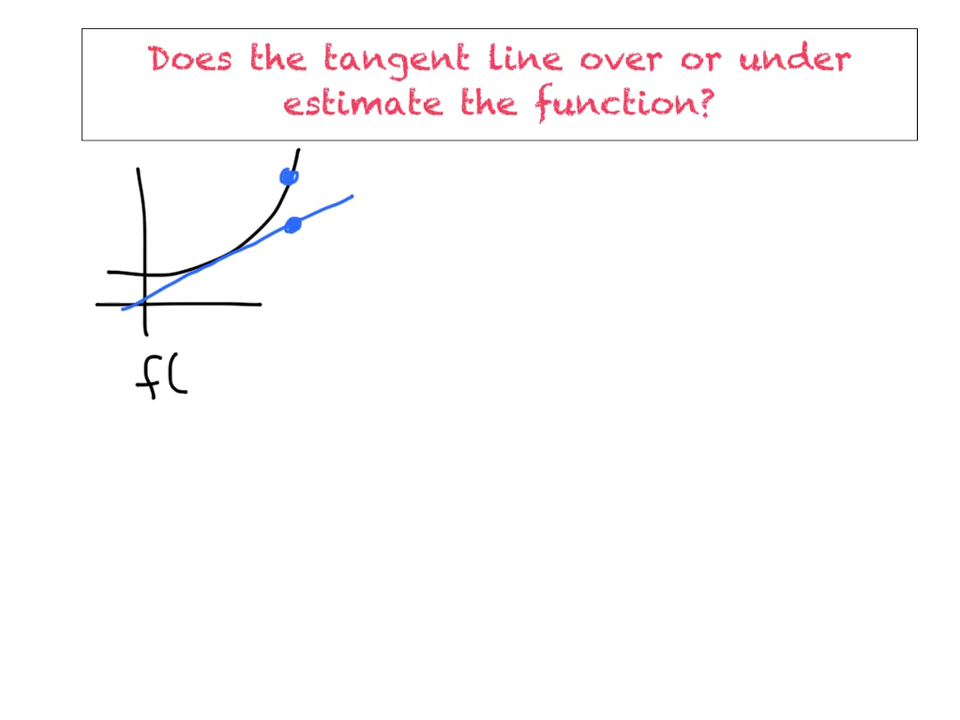 Does the tangent line over or under
estimate the function?
f(